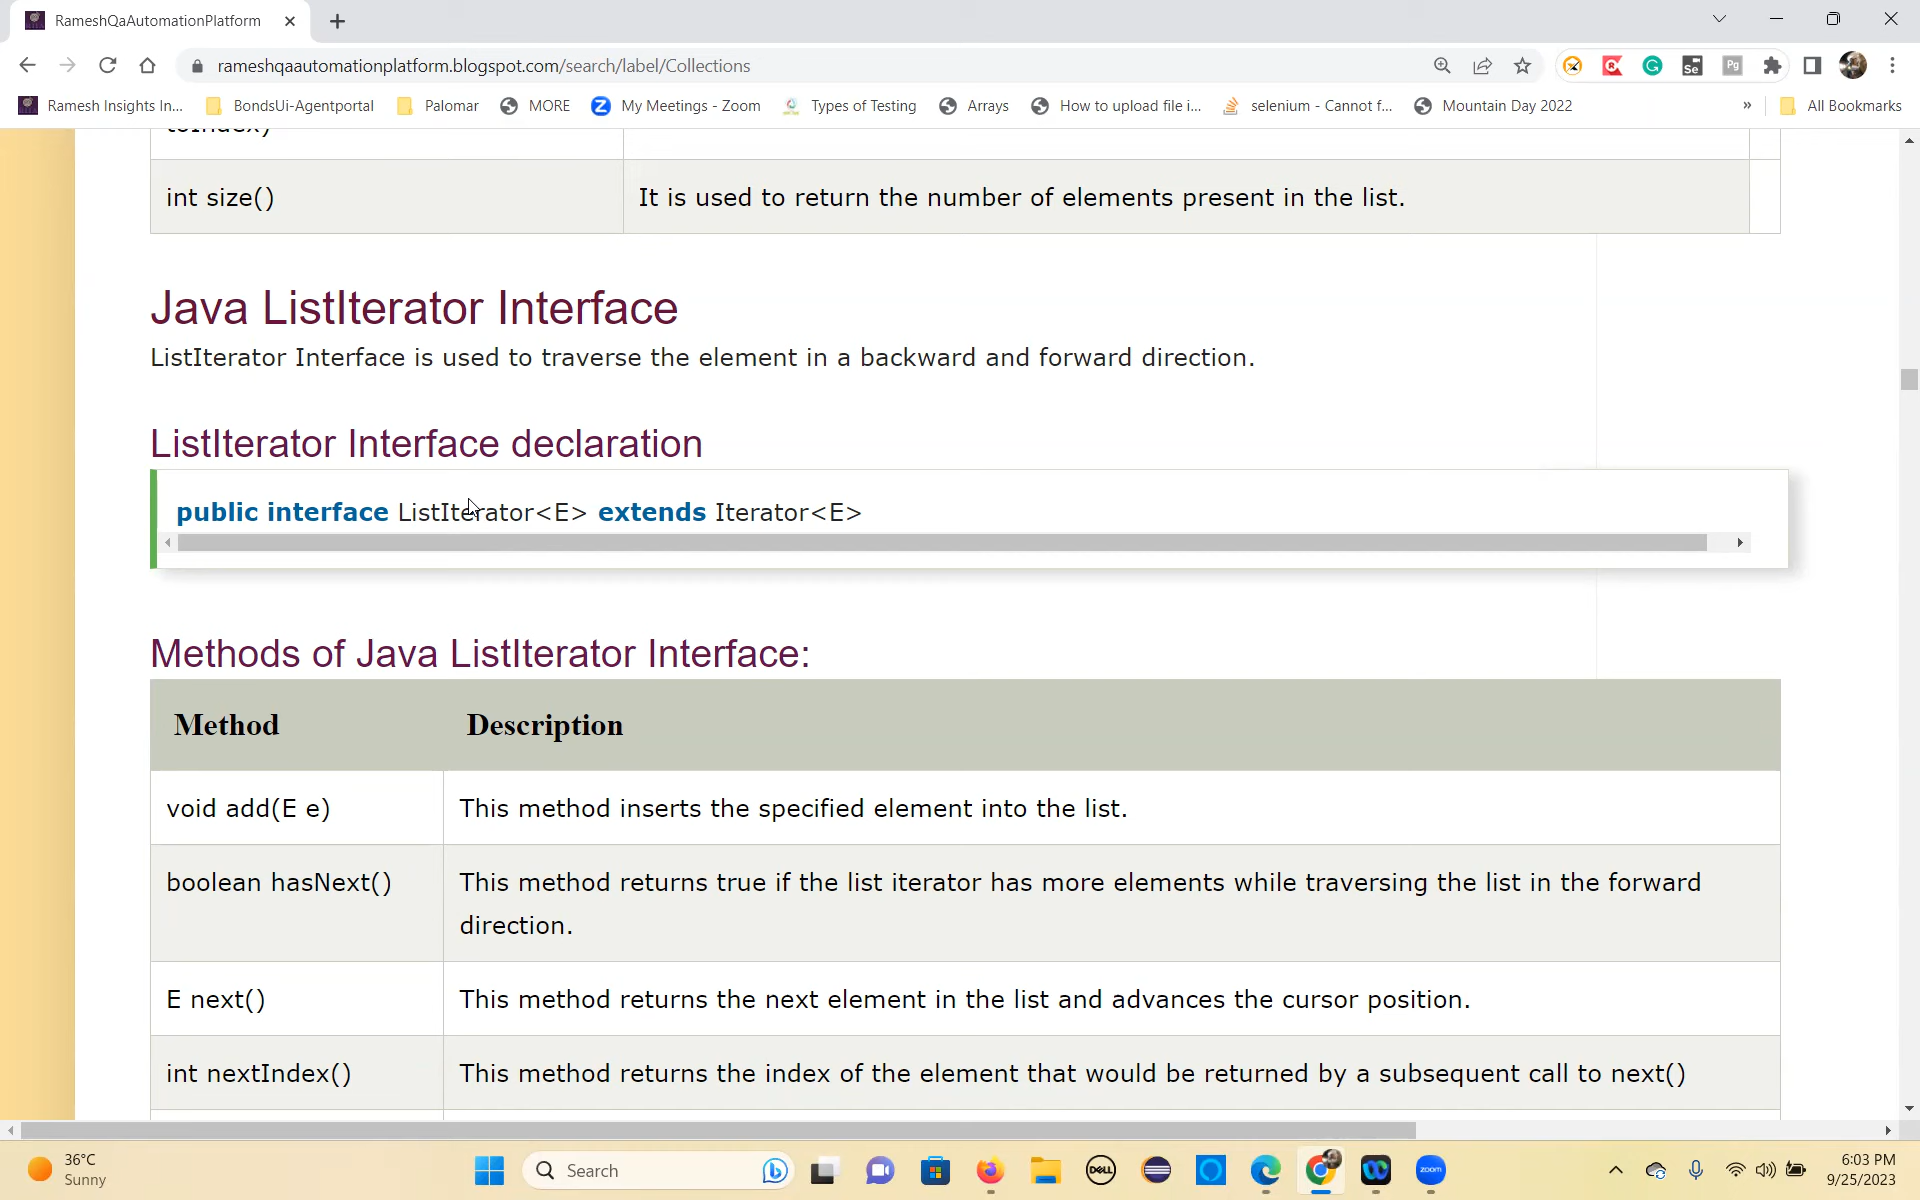 RameshQaAutomationPlatform
rameshqaautomationplatform.blogspot.com/search/label/Collections
Ramesh Insights In... BondsUi-Agentportal Palomar MORE My Meetings - Zoom Types of Testing Arrays How to upload file i... selenium - Cannot f... Mountain Day 2022 » All Bookmarks
toIndex)
int size() It is used to return the number of elements present in the list.
Java ListIterator Interface
ListIterator Interface is used to traverse the element in a backward and forward direction.
ListIterator Interface declaration
public interface ListIterator<E> extends Iterator<E>
Methods of Java ListIterator Interface:
Method Description
void add(E e) This method inserts the specified element into the list.
boolean hasNext() This method returns true if the list iterator has more elements while traversing the list in the forward
direction.
E next() This method returns the next element in the list and advances the cursor position.
int nextIndex() This method returns the index of the element that would be returned by a subsequent call to next()
36°C
Sunny
Search
DELL
zoom
6:03 PM
9/25/2023